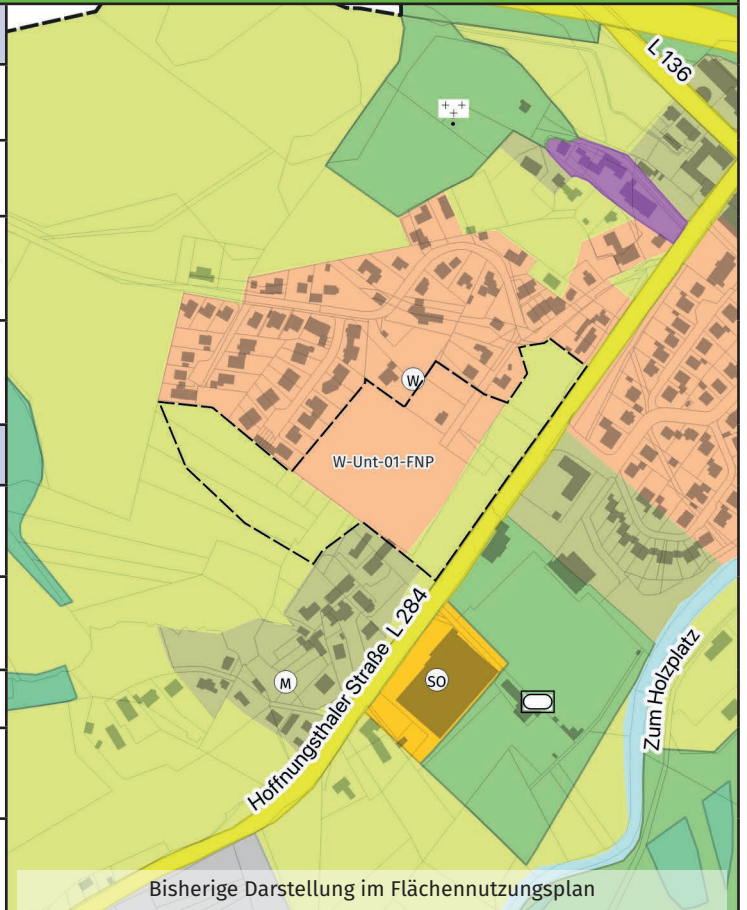 L 136
W
W-Unt-01-FNP
Hoffnungsthaler Straße L 284
M
SO
Zum Holzplatz
Bisherige Darstellung im Flächennutzungsplan